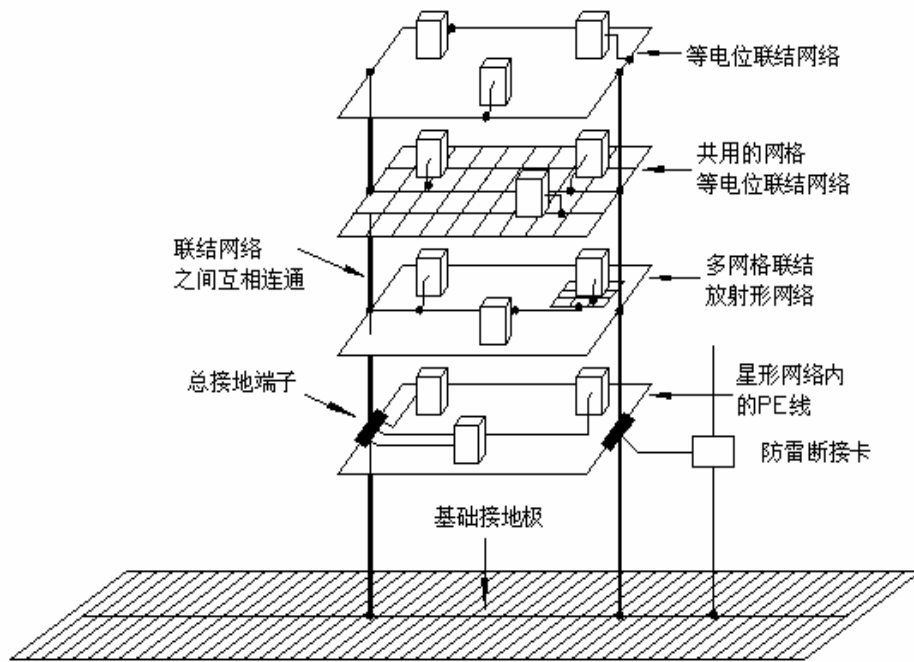 等电位联结网络
共用的网格
等电位联结网络
联结网络
之间互相连通
多网格联结
放射形网络
总接地端子
星形网络内
的PE线
防雷断接卡
基础接地极